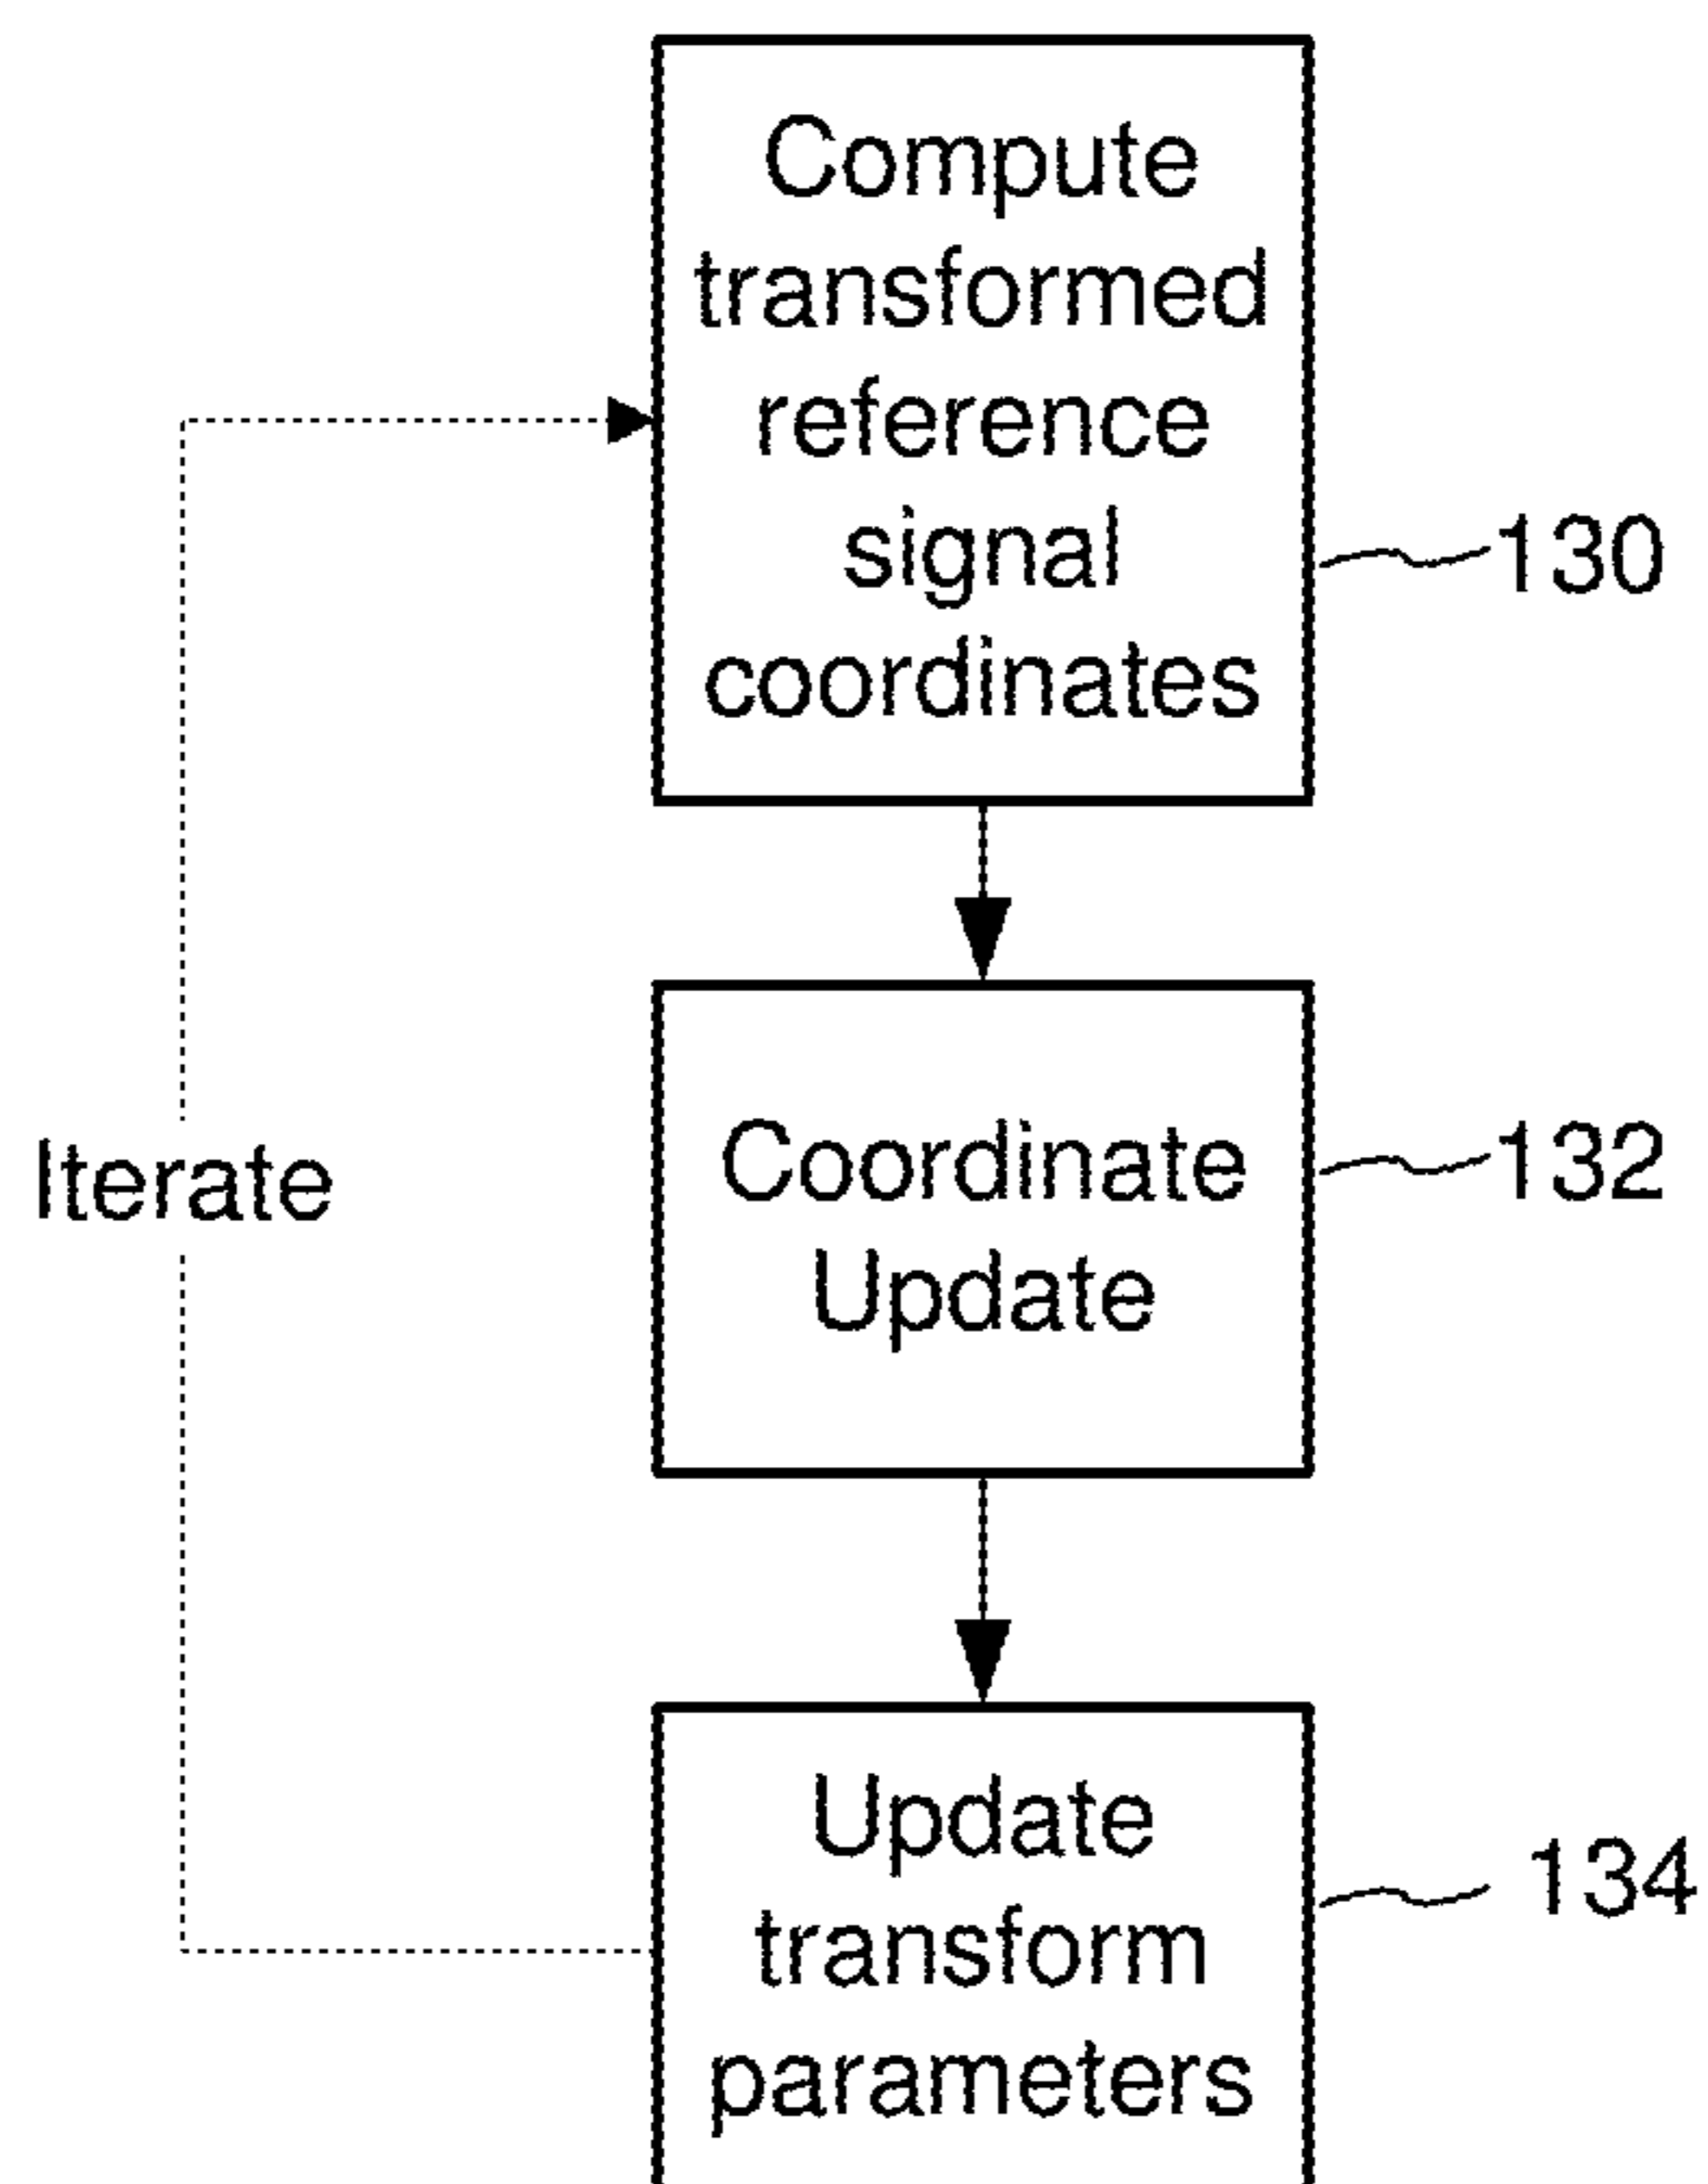 Compute
transformed
reference
signal
coordinates
130
Iterate
Coordinate
Update
132
Update
transform
parameters
134